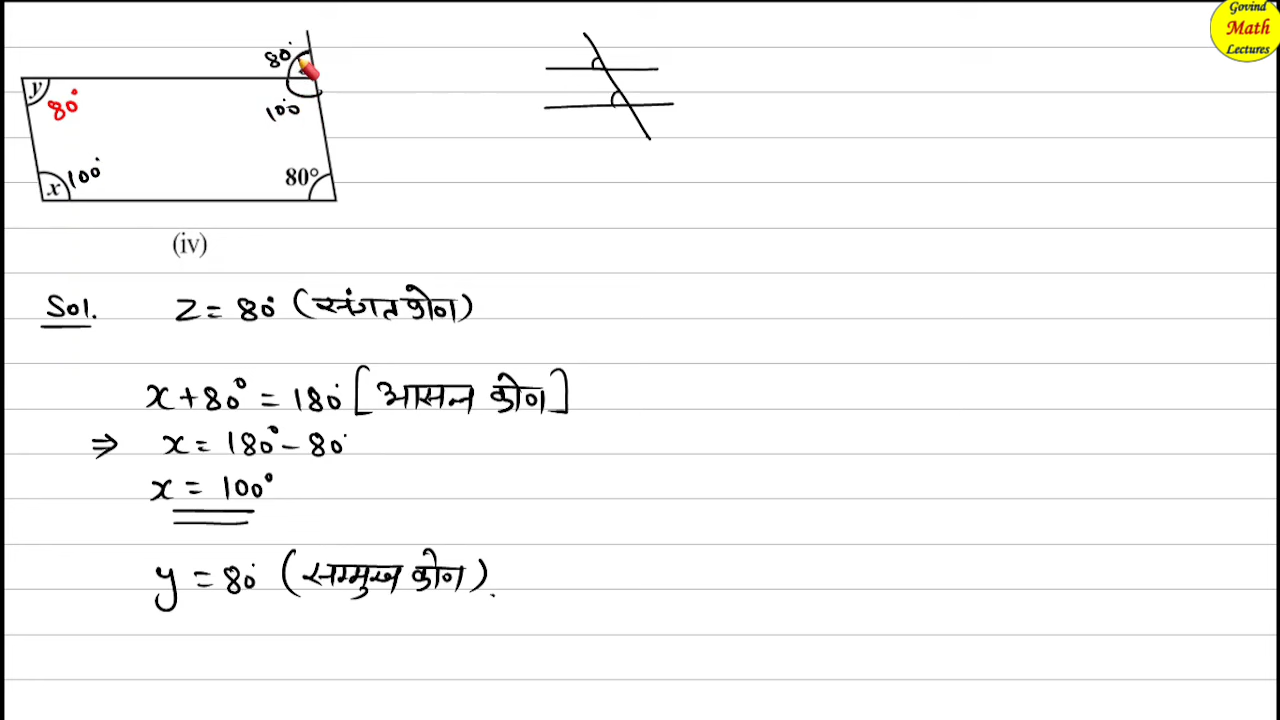 Govind
Math
Lectures
80°
y
80°
100°
x 100°
80°
(iv)
Sol. z = 80° (संगत कोण)
x + 80° = 180° [आसन्न कोण]
⇒ x = 180° - 80°
x = 100°
y = 80° (सम्मुख कोण).